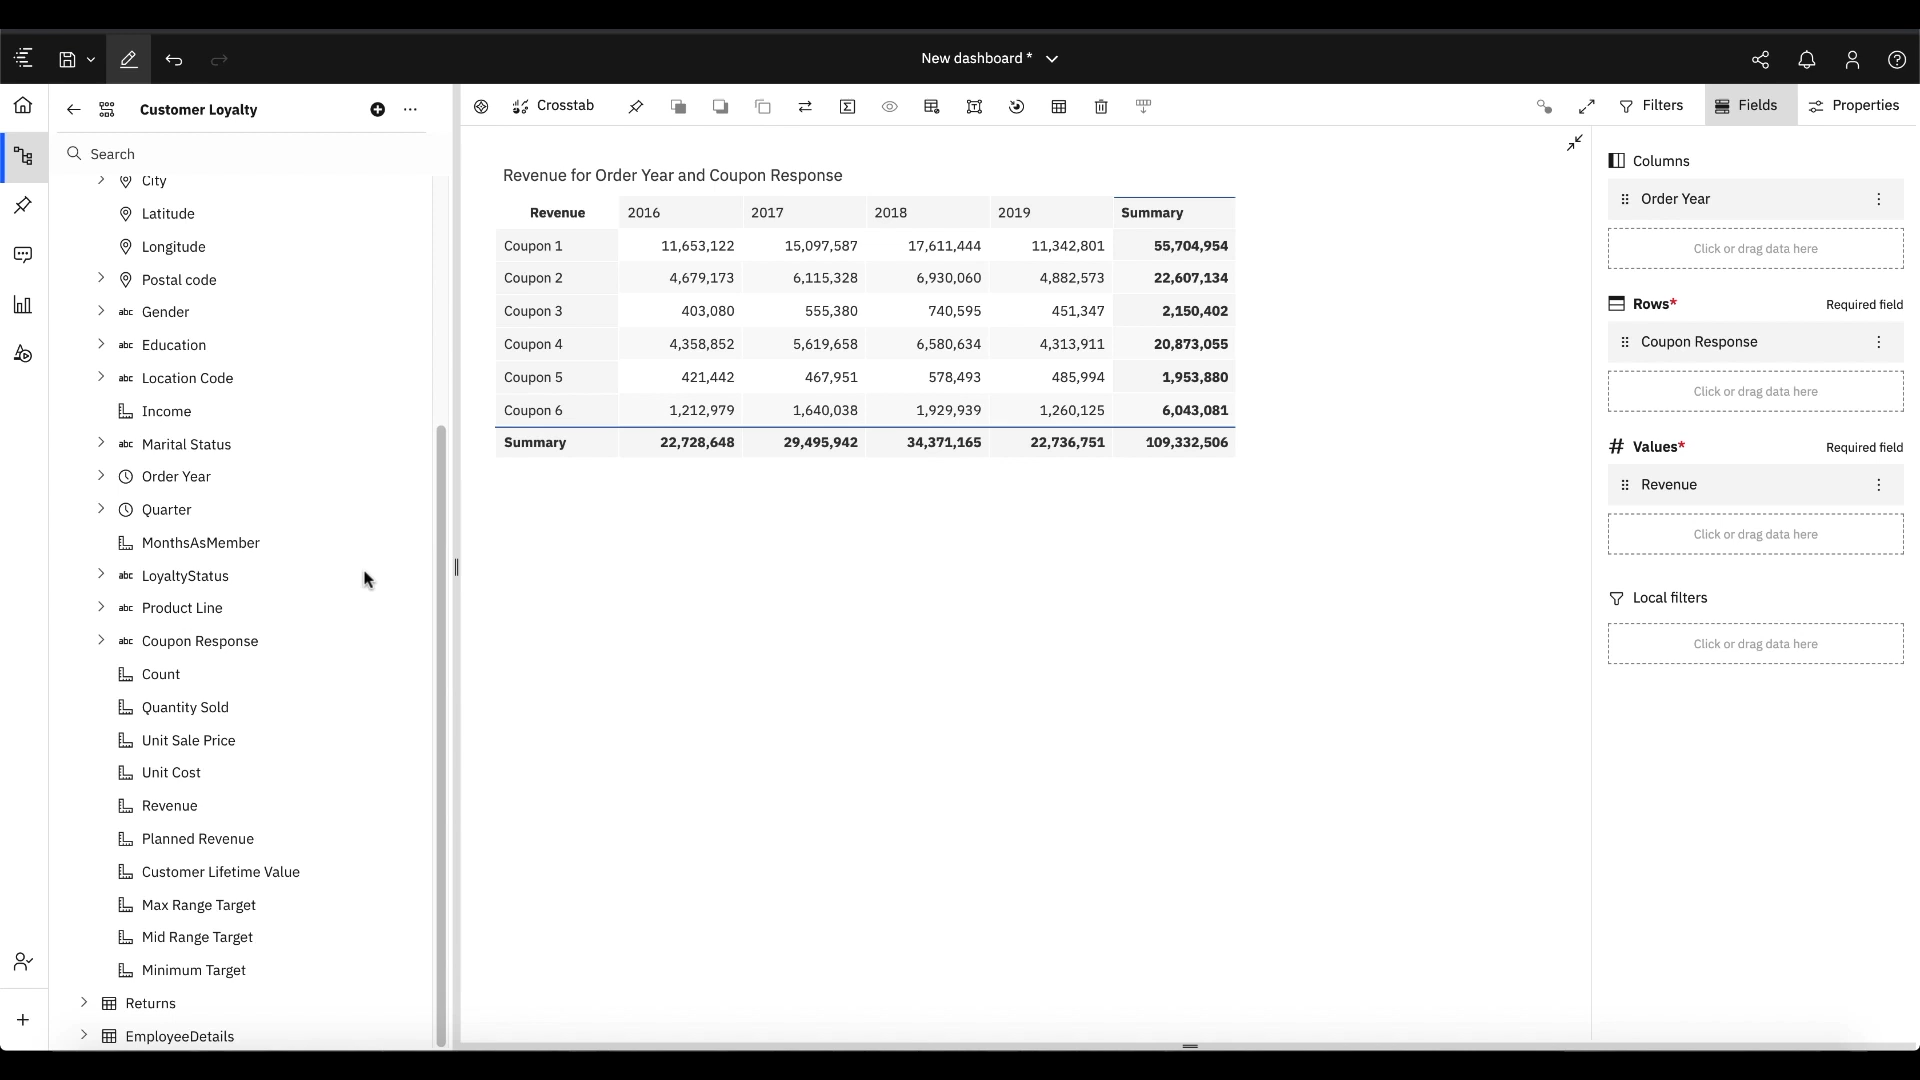 New dashboard *
Customer Loyalty
Crosstab
Filters
Fields
Properties
Search
City
Latitude
Longitude
Postal code
abc Gender
abc Education
abc Location Code
Income
abc Marital Status
Order Year
Quarter
MonthsAsMember
abc LoyaltyStatus
abc Product Line
abc Coupon Response
Count
Quantity Sold
Unit Sale Price
Unit Cost
Revenue
Planned Revenue
Customer Lifetime Value
Max Range Target
Mid Range Target
Minimum Target
Returns
EmployeeDetails
Revenue for Order Year and Coupon Response
Revenue 2016 2017 2018 2019 Summary
Coupon 1 11,653,122 15,097,587 17,611,444 11,342,801 55,704,954
Coupon 2 4,679,173 6,115,328 6,930,060 4,882,573 22,607,134
Coupon 3 403,080 555,380 740,595 451,347 2,150,402
Coupon 4 4,358,852 5,619,658 6,580,634 4,313,911 20,873,055
Coupon 5 421,442 467,951 578,493 485,994 1,953,880
Coupon 6 1,212,979 1,640,038 1,929,939 1,260,125 6,043,081
Summary 22,728,648 29,495,942 34,371,165 22,736,751 109,332,506
Columns
Order Year
Click or drag data here
Rows* Required field
Coupon Response
Click or drag data here
# Values* Required field
Revenue
Click or drag data here
Local filters
Click or drag data here